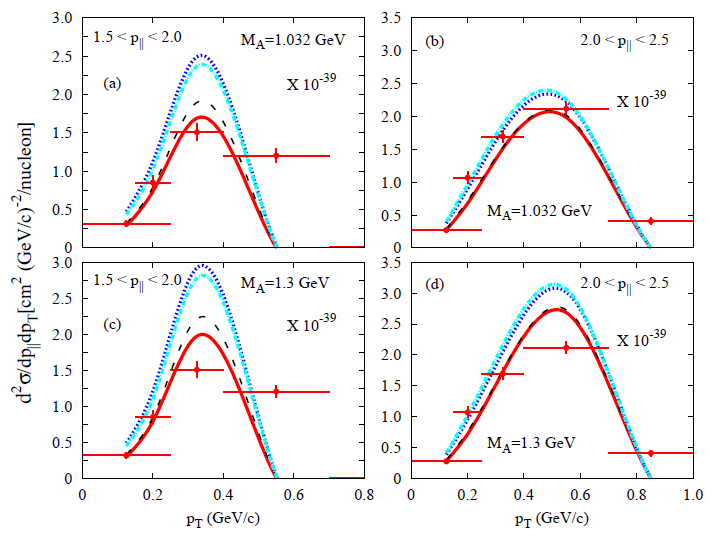 3.0
2.5
2.0
1.5
1.0
0.5
0
1.5 < p|| < 2.0
M_A=1.032 GeV
(a)
X 10^-39
3.5
3.0
2.5
2.0
1.5
1.0
0.5
0
(b)
2.0 < p|| < 2.5
X 10^-39
M_A=1.032 GeV
d^2σ/dp||dp_T[cm^2 (GeV/c)^-2/nucleon]
3.0
2.5
2.0
1.5
1.0
0.5
0
1.5 < p|| < 2.0
M_A=1.3 GeV
(c)
X 10^-39
0 0.2 0.4 0.6 0.8
p_T (GeV/c)
3.5
3.0
2.5
2.0
1.5
1.0
0.5
0
(d)
2.0 < p|| < 2.5
X 10^-39
M_A=1.3 GeV
0 0.2 0.4 0.6 0.8 1.0
p_T (GeV/c)